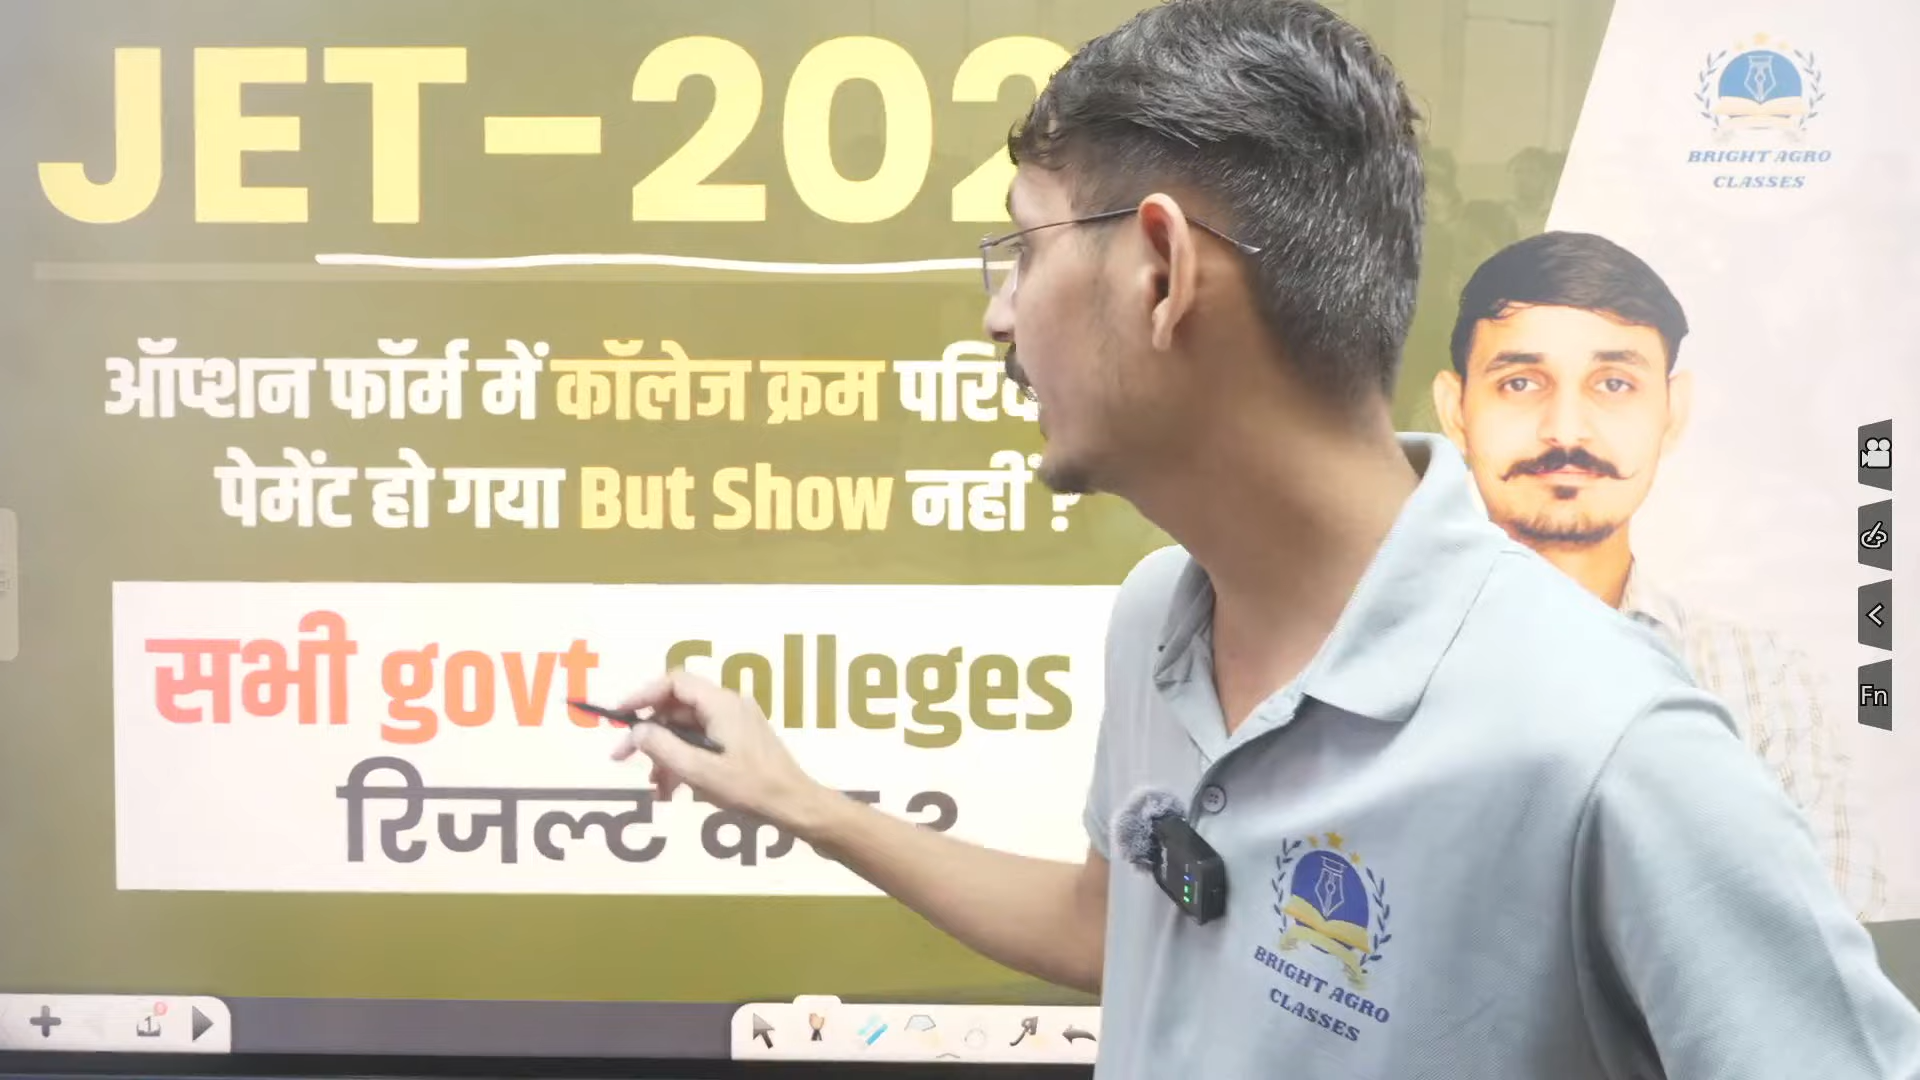 JET-202
BRIGHT AGRO
CLASSES
ऑप्शन फॉर्म में कॉलेज क्रम
पेमेंट हो गया But Show नहीं ?
सभी govt. Colleges
रिजल्ट ?
Fn
BRIGHT AGRO
CLASSES